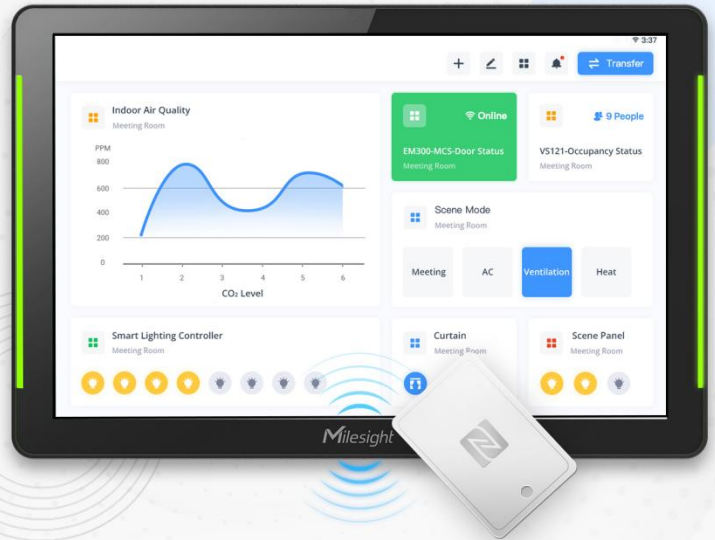 3:37
Transfer
Indoor Air Quality
Meeting Room
PPM
800
600
400
200
0
1 2 3 4 5 6
CO₂ Level
Online
EM300-MCS-Door Status
Meeting Room
9 People
VS121-Occupancy Status
Meeting Room
Scene Mode
Meeting Room
Meeting AC Ventilation Heat
Smart Lighting Controller
Meeting Room
Curtain
Meeting Room
Scene Panel
Meeting Room
Milesight